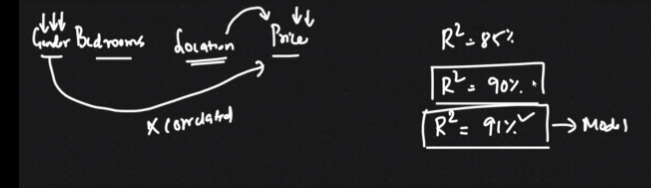 Gender Bedrooms Location Price
X Correlated
R² = 85%
R² = 90%.
R² = 91% ✓ → Model